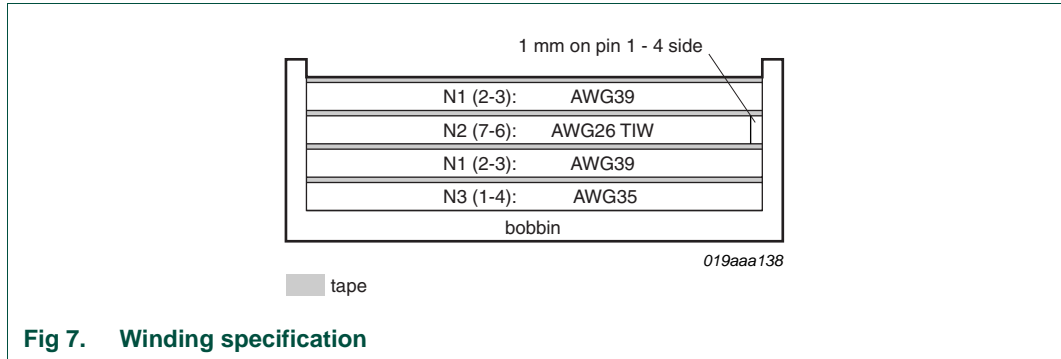 1 mm on pin 1 - 4 side
N1 (2-3): AWG39
N2 (7-6): AWG26 TIW
N1 (2-3): AWG39
N3 (1-4): AWG35
bobbin
019aaa138
tape
Fig 7. Winding specification